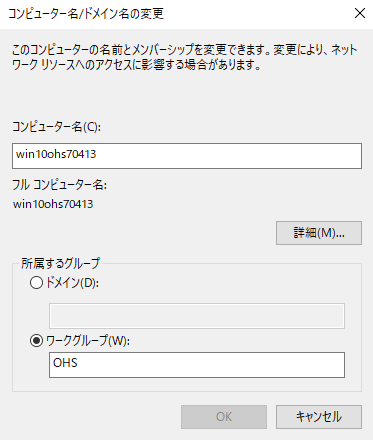 コンピューター名/ドメイン名の変更
このコンピューターの名前とメンバーシップを変更できます。変更により、ネット
ワーク リソースへのアクセスに影響する場合があります。
コンピューター名(C):
win10ohs70413
フル コンピューター名:
win10ohs70413
詳細(M)...
所属するグループ
ドメイン(D):
ワークグループ(W):
OHS
OK キャンセル